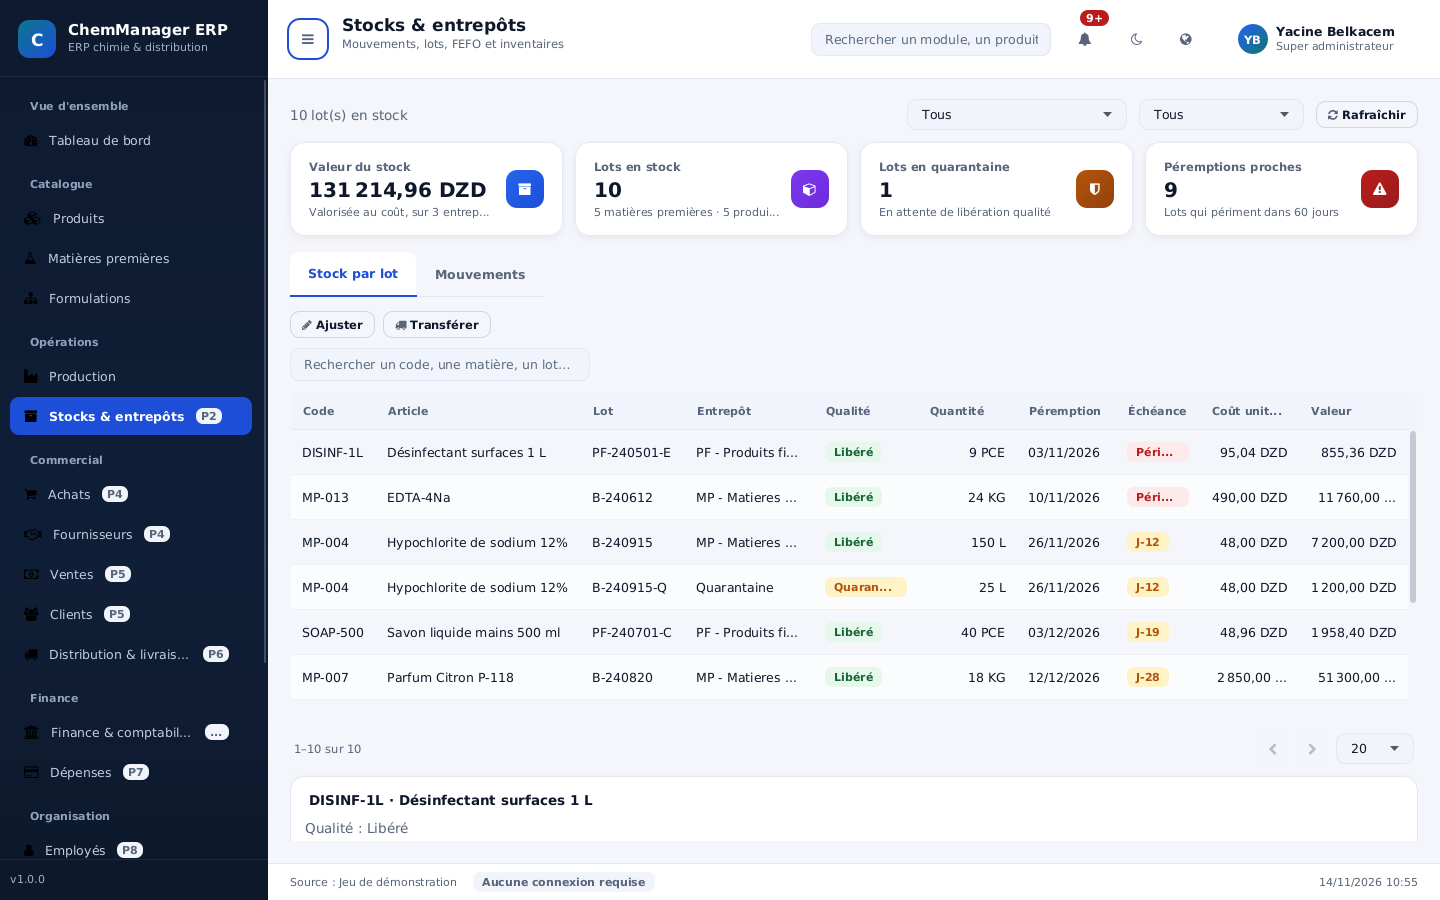 C
ChemManager ERP
ERP chimie & distribution
Vue d'ensemble
Tableau de bord
Catalogue
Produits
Matières premières
Formulations
Opérations
Production
Stocks & entrepôts P2
Commercial
Achats P4
Fournisseurs P4
Ventes P5
Clients P5
Distribution & livrais... P6
Finance
Finance & comptabil... ...
Dépenses P7
Organisation
Employés P8
v1.0.0
Stocks & entrepôts
Mouvements, lots, FEFO et inventaires
Rechercher un module, un produit
9+
YB
Yacine Belkacem
Super administrateur
10 lot(s) en stock
Tous
Tous
Rafraîchir
Valeur du stock
131 214,96 DZD
Valorisée au coût, sur 3 entrep...
Lots en stock
10
5 matières premières · 5 produi...
Lots en quarantaine
1
En attente de libération qualité
Péremptions proches
9
Lots qui périment dans 60 jours
Stock par lot
Mouvements
Ajuster
Transférer
Rechercher un code, une matière, un lot...
Code Article Lot Entrepôt Qualité Quantité Péremption Échéance Coût unit... Valeur
DISINF-1L Désinfectant surfaces 1 L PF-240501-E PF - Produits fi... Libéré 9 PCE 03/11/2026 Péri... 95,04 DZD 855,36 DZD
MP-013 EDTA-4Na B-240612 MP - Matieres ... Libéré 24 KG 10/11/2026 Péri... 490,00 DZD 11 760,00 ...
MP-004 Hypochlorite de sodium 12% B-240915 MP - Matieres ... Libéré 150 L 26/11/2026 J-12 48,00 DZD 7 200,00 DZD
MP-004 Hypochlorite de sodium 12% B-240915-Q Quarantaine Quaran... 25 L 26/11/2026 J-12 48,00 DZD 1 200,00 DZD
SOAP-500 Savon liquide mains 500 ml PF-240701-C PF - Produits fi... Libéré 40 PCE 03/12/2026 J-19 48,96 DZD 1 958,40 DZD
MP-007 Parfum Citron P-118 B-240820 MP - Matieres ... Libéré 18 KG 12/12/2026 J-28 2 850,00 ... 51 300,00 ...
1–10 sur 10
20
DISINF-1L · Désinfectant surfaces 1 L
Qualité : Libéré
Source : Jeu de démonstration
Aucune connexion requise
14/11/2026 10:55